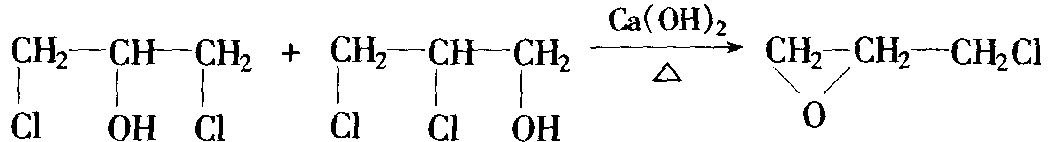 Ca(OH)₂
CH₂—CH—CH₂ + CH₂—CH—CH₂ → CH₂—CH₂—CH₂Cl
△
Cl OH Cl Cl Cl OH O